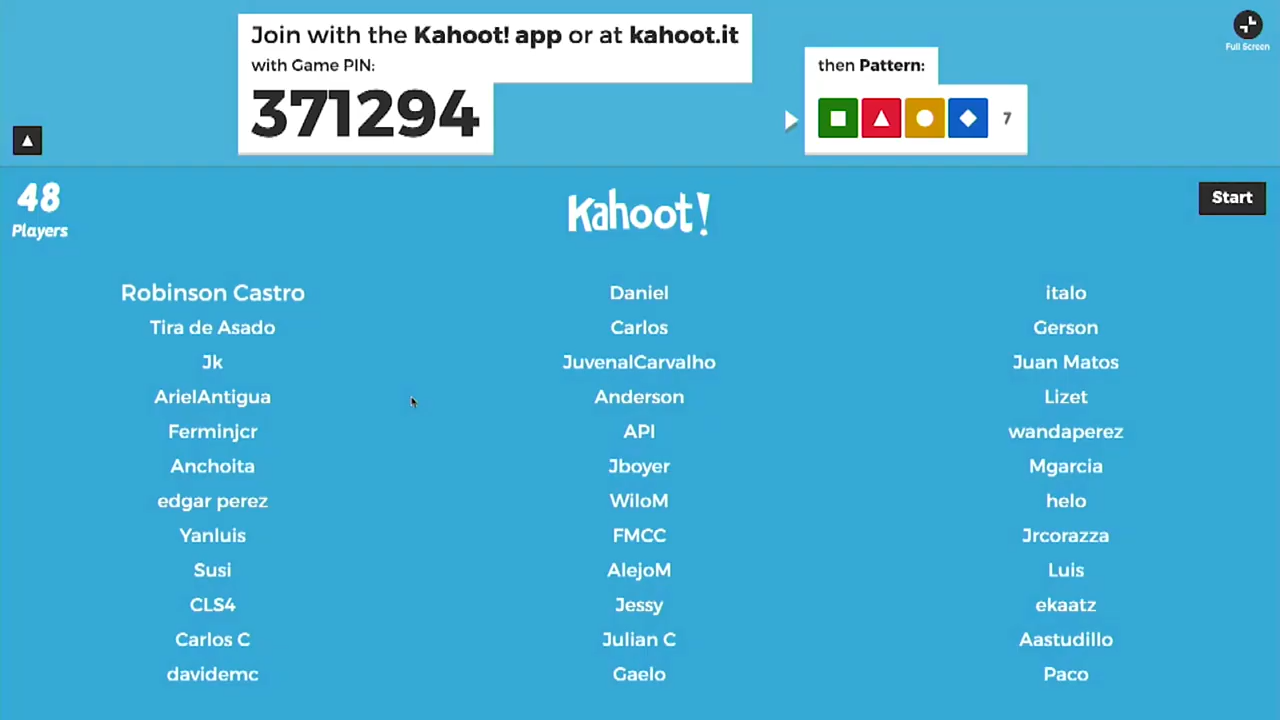 Join with the Kahoot! app or at kahoot.it
with Game PIN:
371294
then Pattern:
7
Full Screen
48
Players
Kahoot!
Start
Robinson Castro Daniel italo
Tira de Asado Carlos Gerson
Jk JuvenalCarvalho Juan Matos
ArielAntigua Anderson Lizet
Ferminjcr API wandaperez
Anchoita Jboyer Mgarcia
edgar perez WiloM helo
Yanluis FMCC Jrcorazza
Susi AlejoM Luis
CLS4 Jessy ekaatz
Carlos C Julian C Aastudillo
davidemc Gaelo Paco